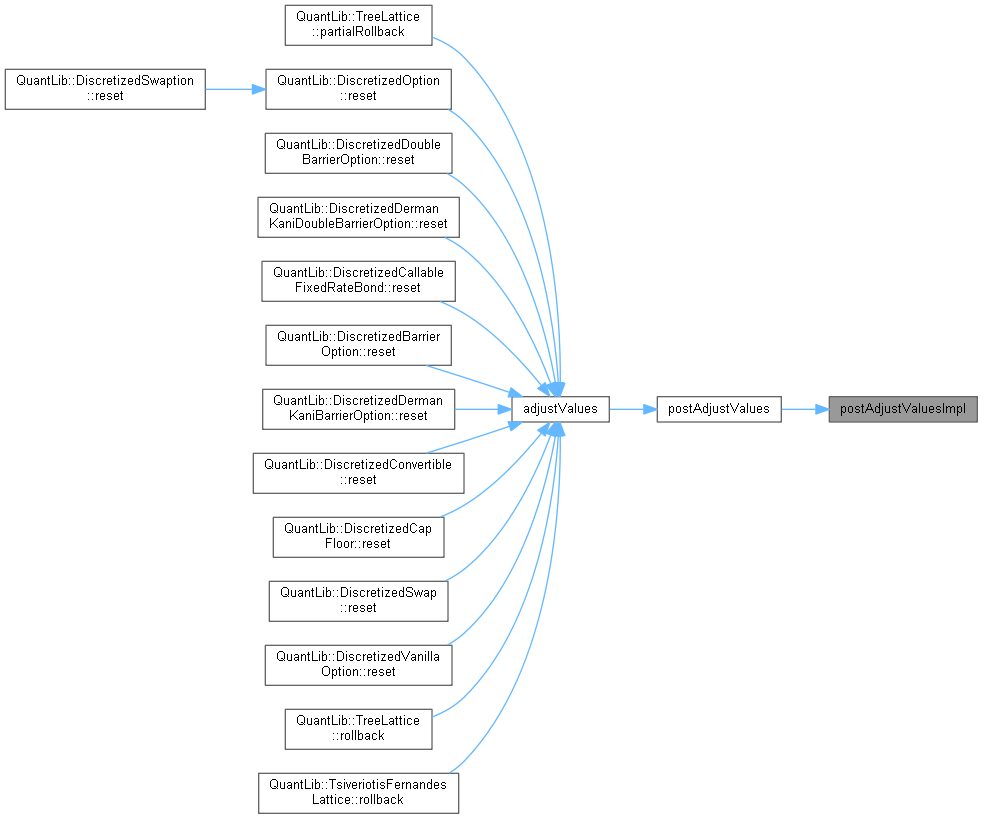 QuantLib::TreeLattice
::partialRollback
QuantLib::DiscretizedSwaption
::reset
QuantLib::DiscretizedOption
::reset
QuantLib::DiscretizedDouble
BarrierOption::reset
QuantLib::DiscretizedDerman
KaniDoubleBarrierOption::reset
QuantLib::DiscretizedCallable
FixedRateBond::reset
QuantLib::DiscretizedBarrier
Option::reset
QuantLib::DiscretizedDerman
KaniBarrierOption::reset
adjustValues
postAdjustValues
postAdjustValuesImpl
QuantLib::DiscretizedConvertible
::reset
QuantLib::DiscretizedCap
Floor::reset
QuantLib::DiscretizedSwap
::reset
QuantLib::DiscretizedVanilla
Option::reset
QuantLib::TreeLattice
::rollback
QuantLib::TsiveriotisFernandes
Lattice::rollback